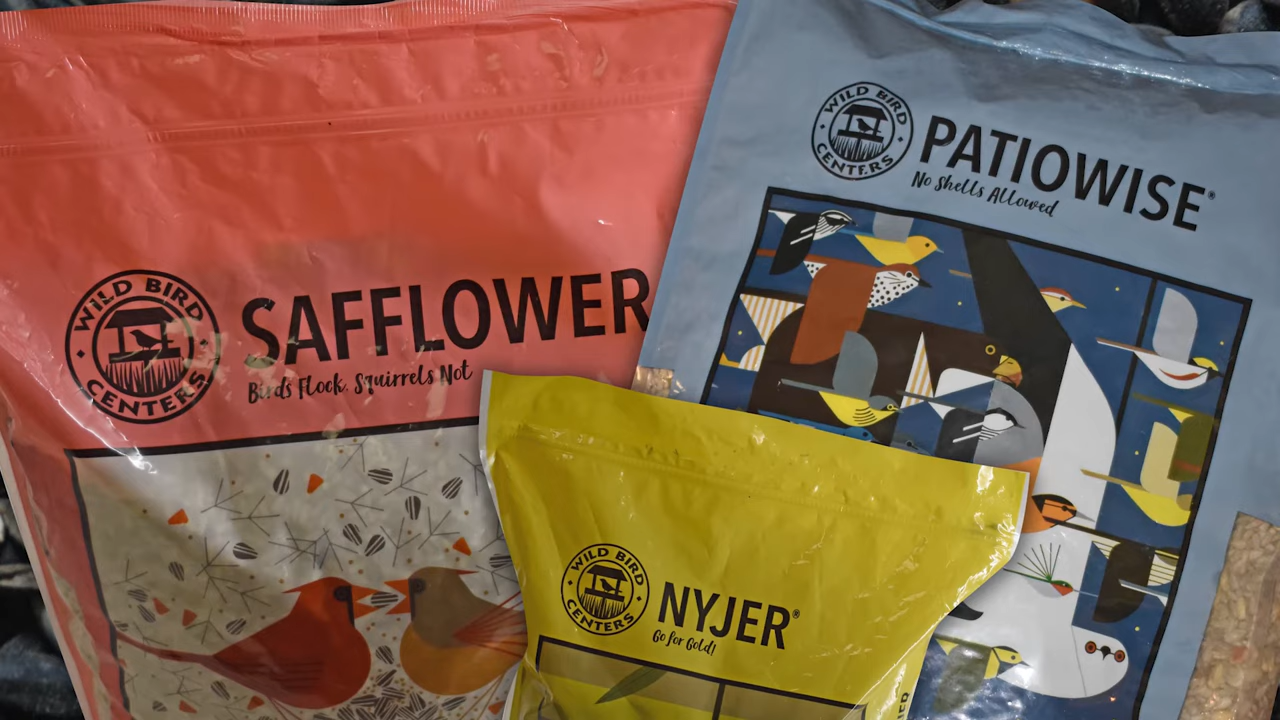 WILD BIRD
CENTERS
SAFFLOWER
Birds Flock, Squirrels Not
WILD BIRD
CENTERS
PATIOWISE®
No Shells Allowed
WILD BIRD
CENTERS
NYJER®
Go for Gold!